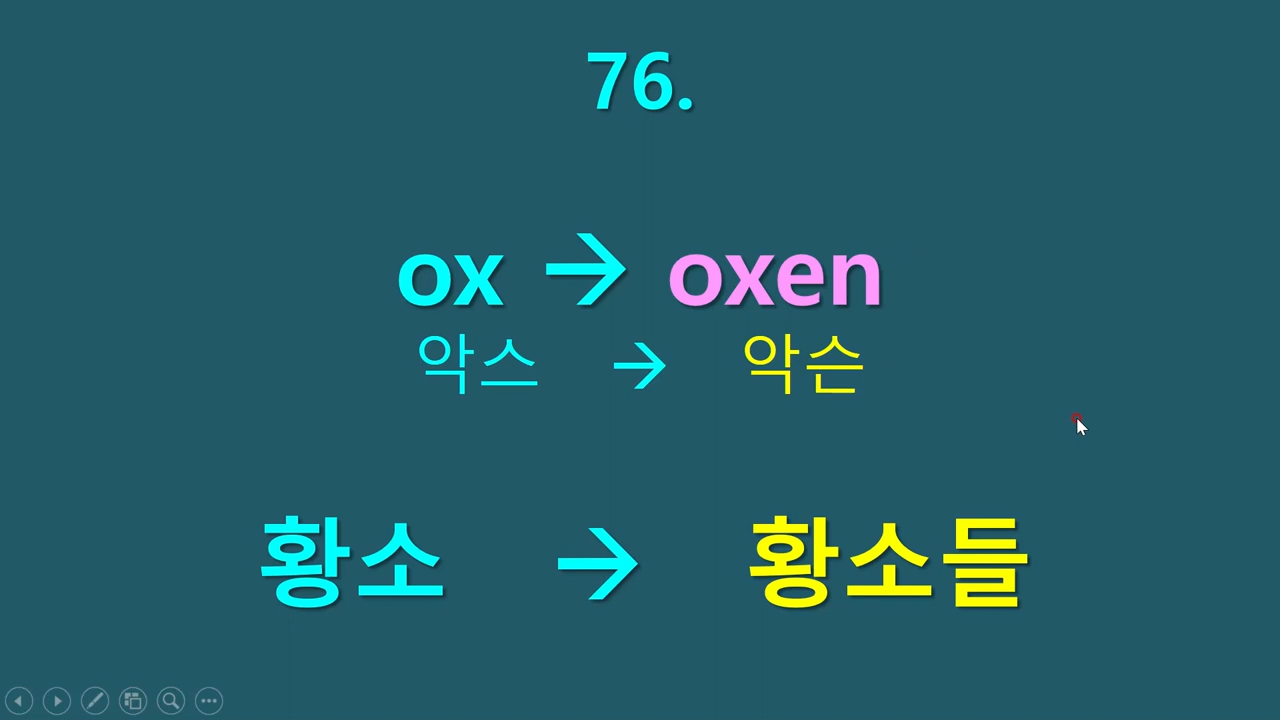 76.
ox → oxen
악스 → 악슨
황소 → 황소들